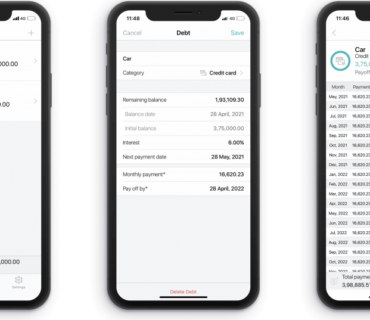 4G
+
,000.00
0.00
,000.00
Settings
11:48
4G
Cancel Debt Save
Car
Category Credit card >
Remaining balance 1,93,109.30
Balance date 28 April, 2021
Initial balance 3,75,000.00
Interest 6.00%
Next payment date 28 May, 2021
Monthly payment* 16,620.23
Pay off by* 28 April, 2022
Delete Debt
11:46
Car
Credit
3,75,0
Payoff
Month Payment
May, 2021 16,620.23
Jun, 2021 16,620.23
Jul, 2021 16,620.23
Aug, 2021 16,620.23
Sep, 2021 16,620.23
Oct, 2021 16,620.23
Nov, 2021 16,620.23
Dec, 2021 16,620.23
Jan, 2022 16,620.23
Feb, 2022 16,620.23
Mar, 2022 16,620.23
Apr, 2022 16,620.23
May, 2022 16,620.23
Jun, 2022 16,620.23
Jul, 2022 16,620.23
Aug, 2022 16,620.23
Sep, 2022 16,620.23
Oct, 2022 16,620.23
Total payme
3,98,885.5